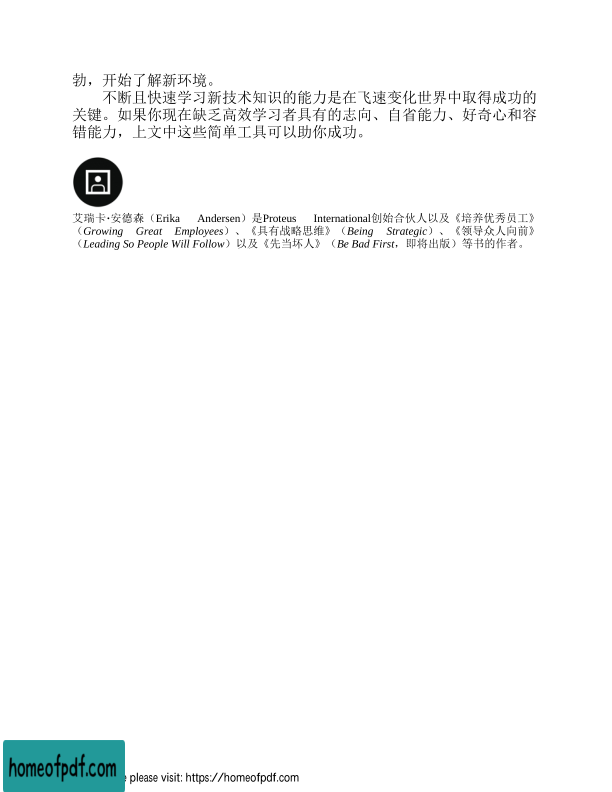 勃，开始了解新环境。
不断且快速学习新技术知识的能力是在飞速变化世界中取得成功的
关键。如果你现在缺乏高效学习者具有的志向、自省能力、好奇心和容
错能力，上文中这些简单工具可以助你成功。
艾瑞卡·安德森（Erika Andersen）是Proteus International创始合伙人以及《培养优秀员工》
（Growing Great Employees）、《具有战略思维》（Being Strategic）、《领导众人向前》
（Leading So People Will Follow）以及《先当坏人》（Be Bad First，即将出版）等书的作者。
homeofpdf.com
e please visit: https://homeofpdf.com